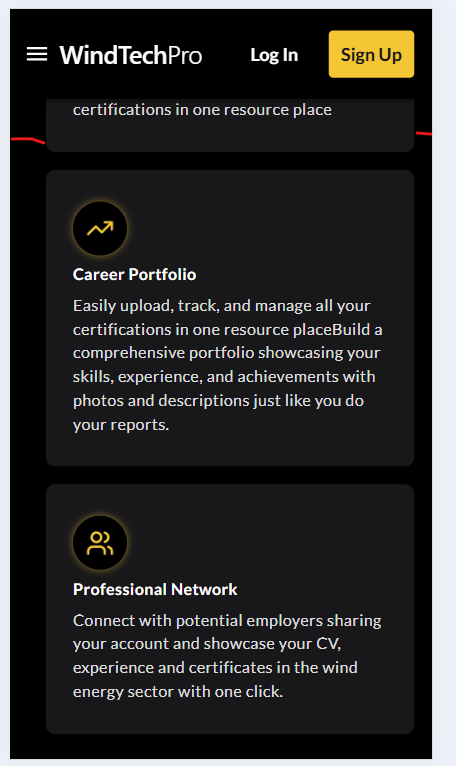 WindTechPro
Log In
Sign Up
certifications in one resource place
Career Portfolio
Easily upload, track, and manage all your
certifications in one resource placeBuild a
comprehensive portfolio showcasing your
skills, experience, and achievements with
photos and descriptions just like you do
your reports.
Professional Network
Connect with potential employers sharing
your account and showcase your CV,
experience and certificates in the wind
energy sector with one click.